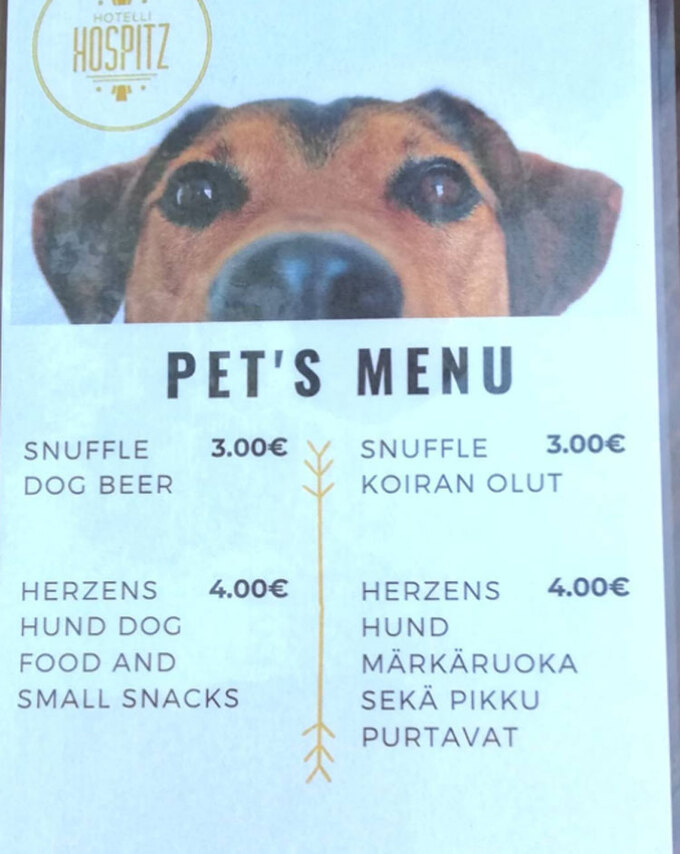 HOTELLI
HOSPITZ
PET'S MENU
SNUFFLE 3.00€
DOG BEER
HERZENS 4.00€
HUND DOG
FOOD AND
SMALL SNACKS
SNUFFLE 3.00€
KOIRAN OLUT
HERZENS 4.00€
HUND
MÄRKÄRUOKA
SEKÄ PIKKU
PURTAVAT